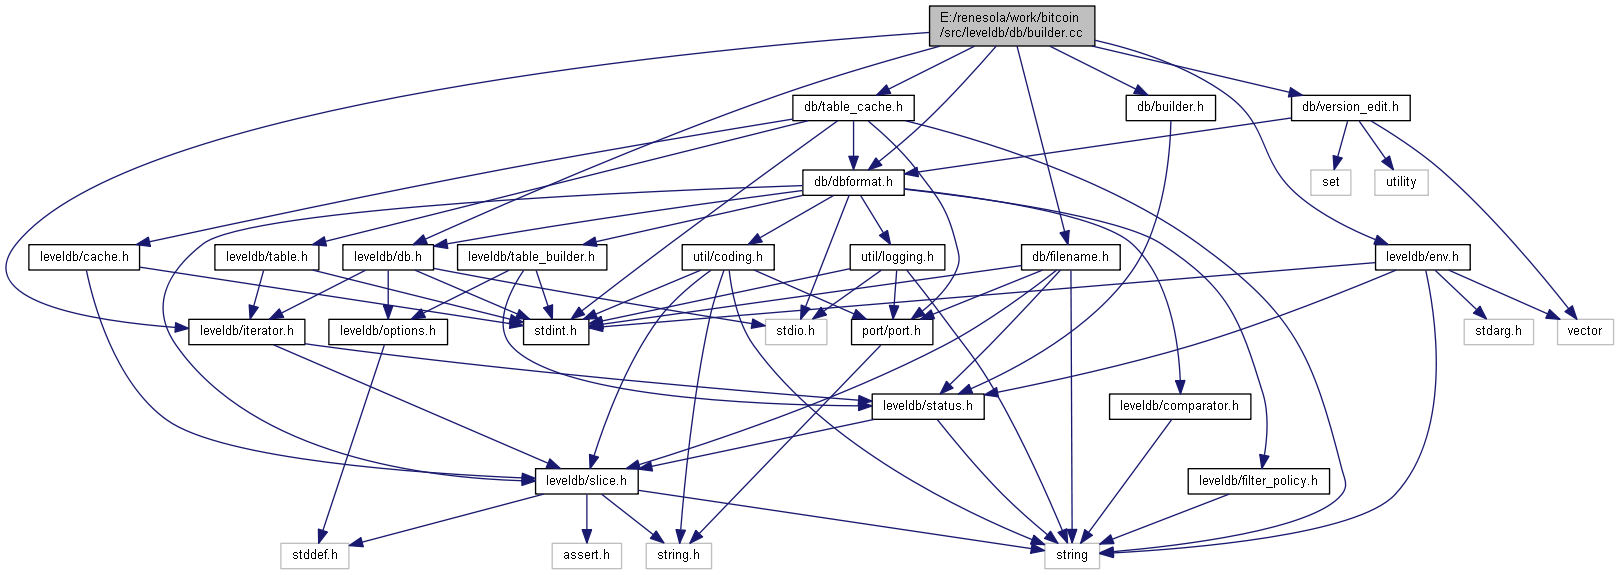 E:/renesola/work/bitcoin
/src/leveldb/db/builder.cc
db/table_cache.h
db/builder.h
db/version_edit.h
db/dbformat.h
set
utility
leveldb/cache.h
leveldb/table.h
leveldb/db.h
leveldb/table_builder.h
util/coding.h
util/logging.h
db/filename.h
leveldb/env.h
leveldb/iterator.h
leveldb/options.h
stdint.h
stdio.h
port/port.h
stdarg.h
vector
leveldb/status.h
leveldb/comparator.h
leveldb/slice.h
leveldb/filter_policy.h
stddef.h
assert.h
string.h
string